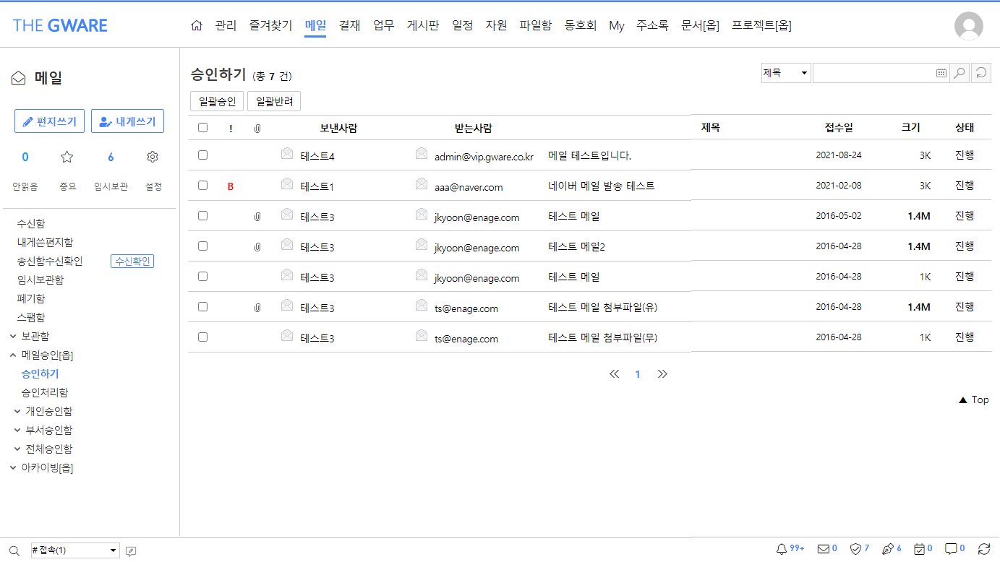 THE GWARE 관리 즐겨찾기 메일 결재 업무 게시판 일정 자원 파일함 동호회 My 주소록 문서[옵] 프로젝트[옵]
메일
편지쓰기 내게쓰기
0 6
안읽음 중요 임시보관 설정
수신함
내게쓴편지함
송신함수신확인 수신확인
임시보관함
폐기함
스팸함
보관함
메일승인[옵]
승인하기
승인처리함
개인승인함
부서승인함
전체승인함
아카이빙[옵]
승인하기 (총 7 건) 제목
일괄승인 일괄반려
! 보낸사람 받는사람 제목 접수일 크기 상태
테스트4 admin@vip.gware.co.kr 메일 테스트입니다. 2021-08-24 3K 진행
B 테스트1 aaa@naver.com 네이버 메일 발송 테스트 2021-02-08 3K 진행
테스트3 jkyoon@enage.com 테스트 메일 2016-05-02 1.4M 진행
테스트3 jkyoon@enage.com 테스트 메일2 2016-04-28 1.4M 진행
테스트3 jkyoon@enage.com 테스트 메일 2016-04-28 1K 진행
테스트3 ts@enage.com 테스트 메일 첨부파일(유) 2016-04-28 1.4M 진행
테스트3 ts@enage.com 테스트 메일 첨부파일(무) 2016-04-28 1K 진행
1
▲ Top
# 접속(1) 99+ 0 7 6 0 0